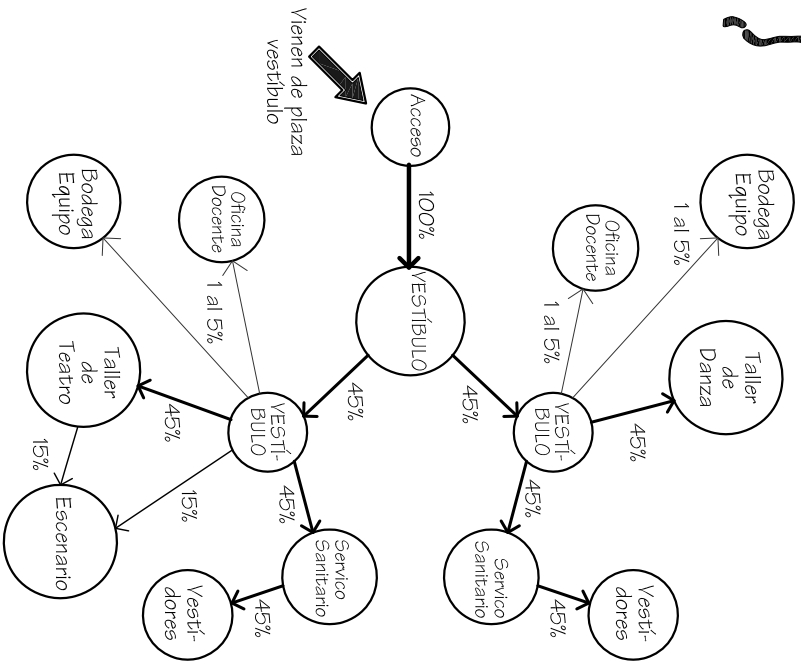 Vienen de plaza
vestíbulo
Acceso
100%
VESTÍBULO
45%
45%
Bodega
Equipo
1 al 5%
Oficina
Docente
1 al 5%
Taller
de
Danza
45%
VESTÍ-
BULO
45%
Servico
Sanitario
45%
Vestí-
dores
Bodega
Equipo
Oficina
Docente
1 al 5%
Taller
de
Teatro
45%
VESTÍ-
BULO
15%
15%
Escenario
45%
Servico
Sanitario
45%
Vestí-
dores